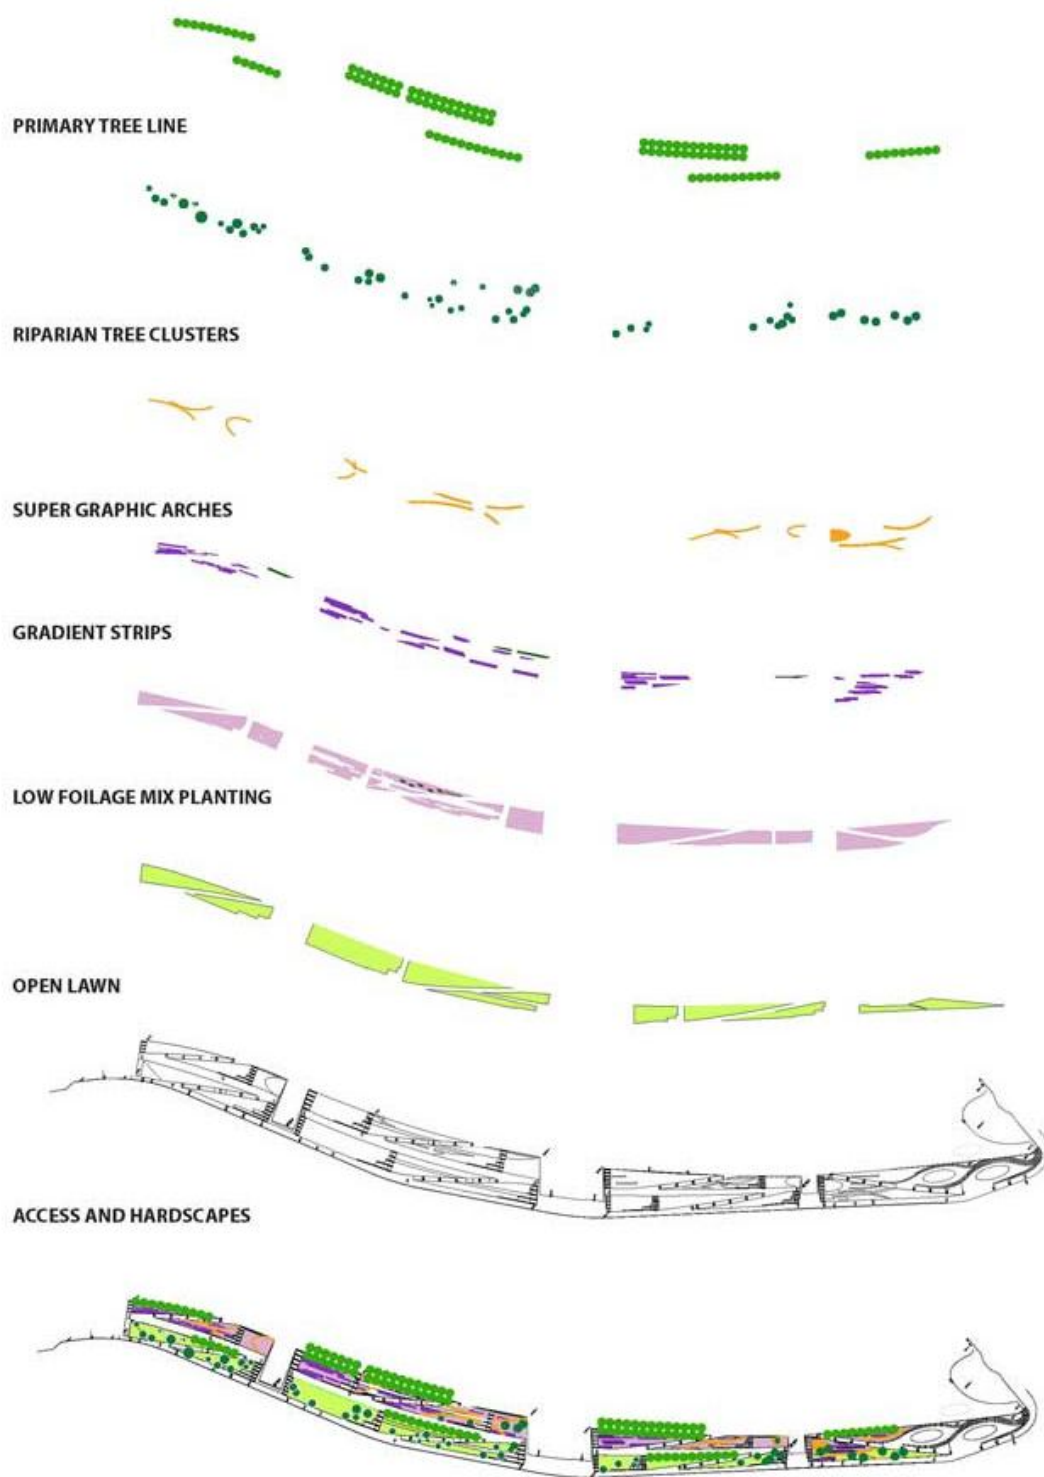 PRIMARY TREE LINE
RIPARIAN TREE CLUSTERS
SUPER GRAPHIC ARCHES
GRADIENT STRIPS
LOW FOILAGE MIX PLANTING
OPEN LAWN
ACCESS AND HARDSCAPES